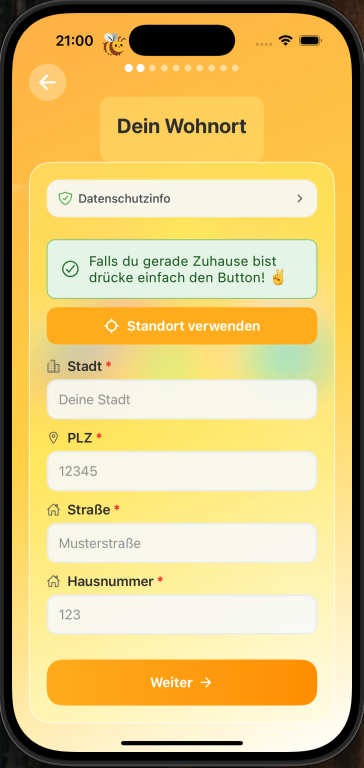 21:00
Dein Wohnort
Datenschutzinfo
Falls du gerade Zuhause bist
drücke einfach den Button! ✌️
Standort verwenden
Stadt *
Deine Stadt
PLZ *
12345
Straße *
Musterstraße
Hausnummer *
123
Weiter →